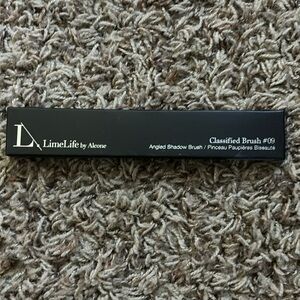 L
LimeLife by Alcone
Classified Brush #09
Angled Shadow Brush / Pinceau Paupières Biseauté